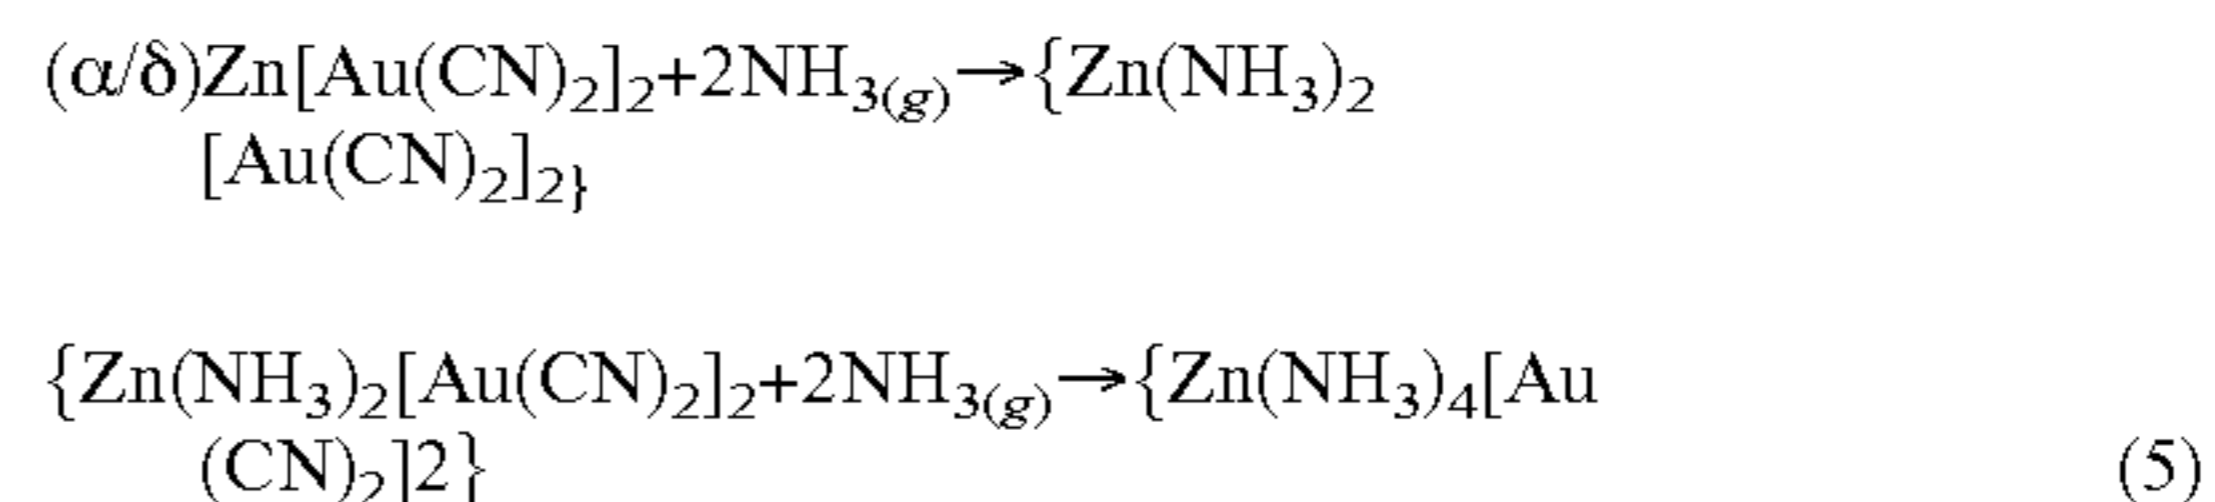 (α/δ)Zn[Au(CN)₂]₂+2NH₃₍g₎→{Zn(NH₃)₂
[Au(CN)₂]₂}
{Zn(NH₃)₂[Au(CN)₂]₂+2NH₃₍g₎→{Zn(NH₃)₄[Au
(CN)₂]2} (5)